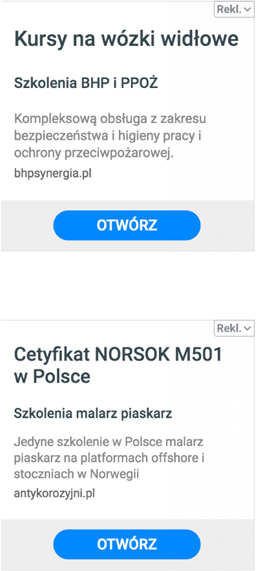 Rekl.
Kursy na wózki widłowe
Szkolenia BHP i PPOŻ
Kompleksową obsługa z zakresu
bezpieczeństwa i higieny pracy i
ochrony przeciwpożarowej.
bhpsynergia.pl
OTWÓRZ
Rekl.
Cetyfikat NORSOK M501
w Polsce
Szkolenia malarz piaskarz
Jedyne szkolenie w Polsce malarz
piaskarz na platformach offshore i
stoczniach w Norwegii
antykorozyjni.pl
OTWÓRZ